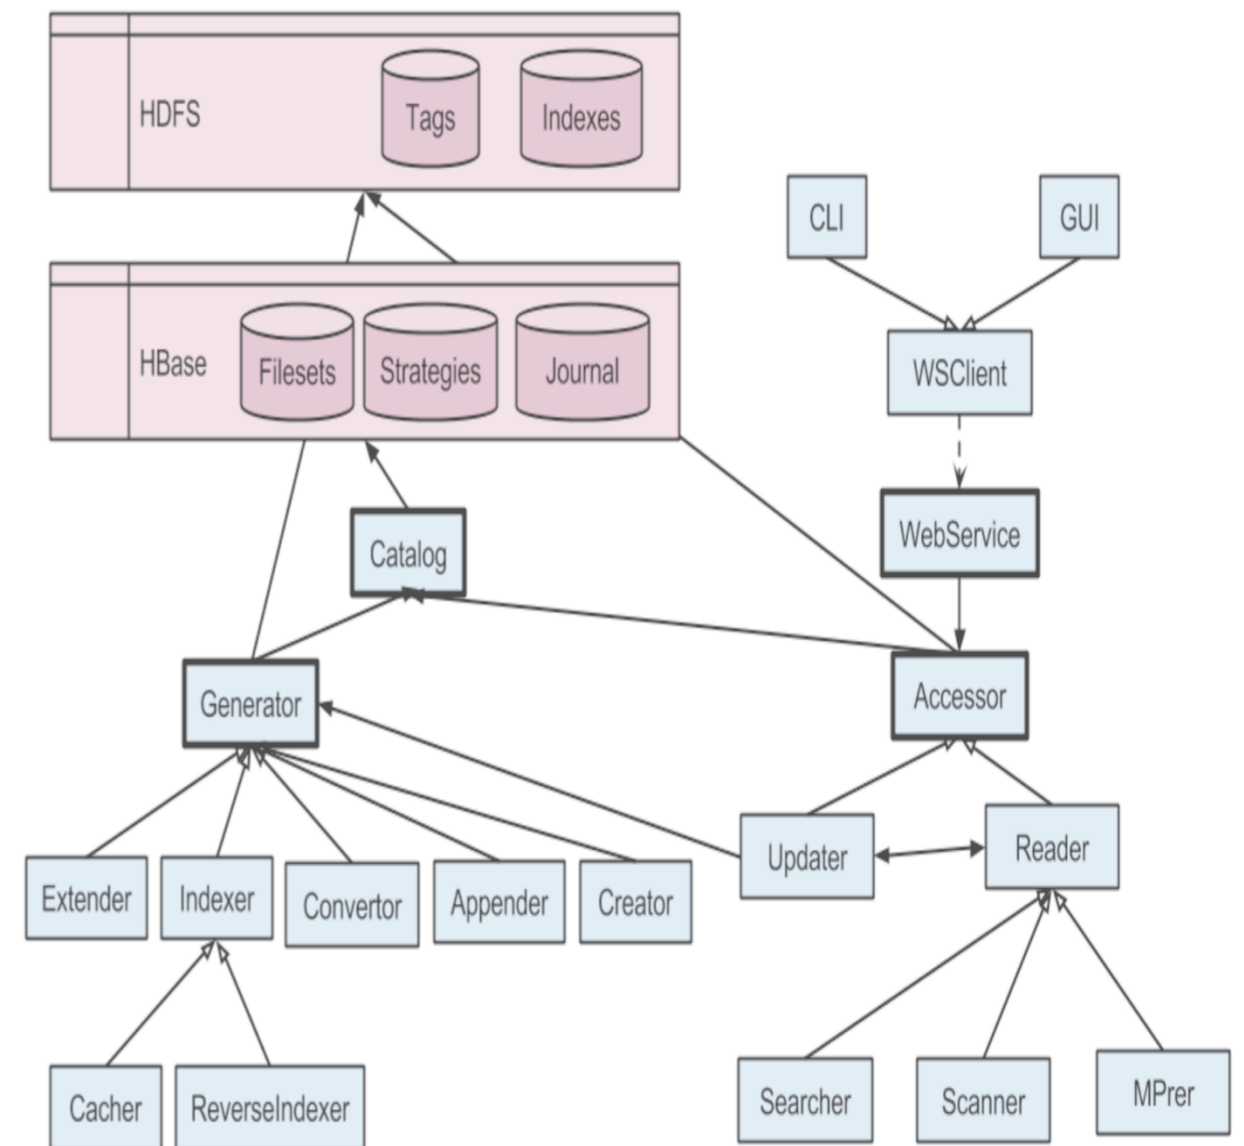 HDFS
Tags
Indexes
CLI
GUI
HBase
Filesets
Strategies
Journal
WSClient
WebService
Catalog
Generator
Accessor
Updater
Reader
Extender
Indexer
Convertor
Appender
Creator
Cacher
ReverseIndexer
Searcher
Scanner
MPrer